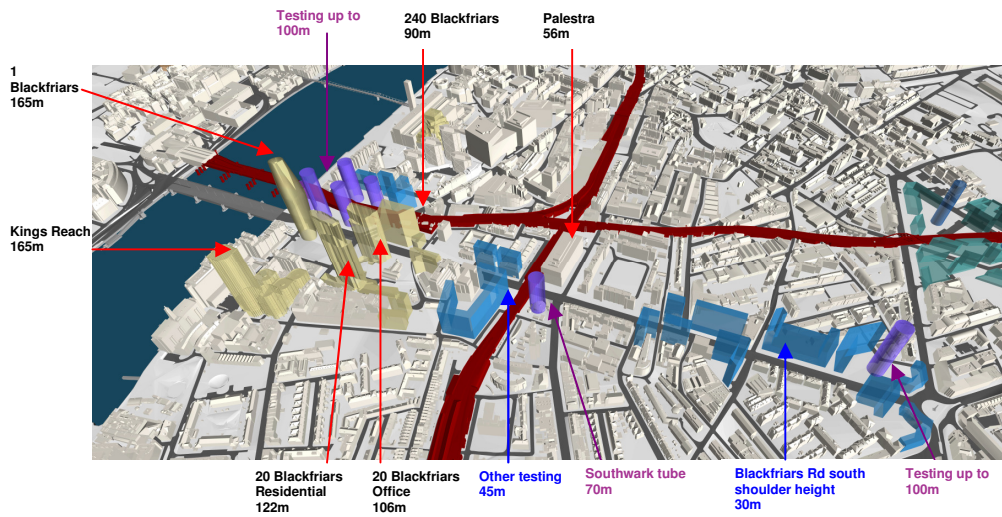 Testing up to
100m
240 Blackfriars
90m
Palestra
56m
1
Blackfriars
165m
Kings Reach
165m
20 Blackfriars
Residential
122m
20 Blackfriars
Office
106m
Other testing
45m
Southwark tube
70m
Blackfriars Rd south
shoulder height
30m
Testing up to
100m